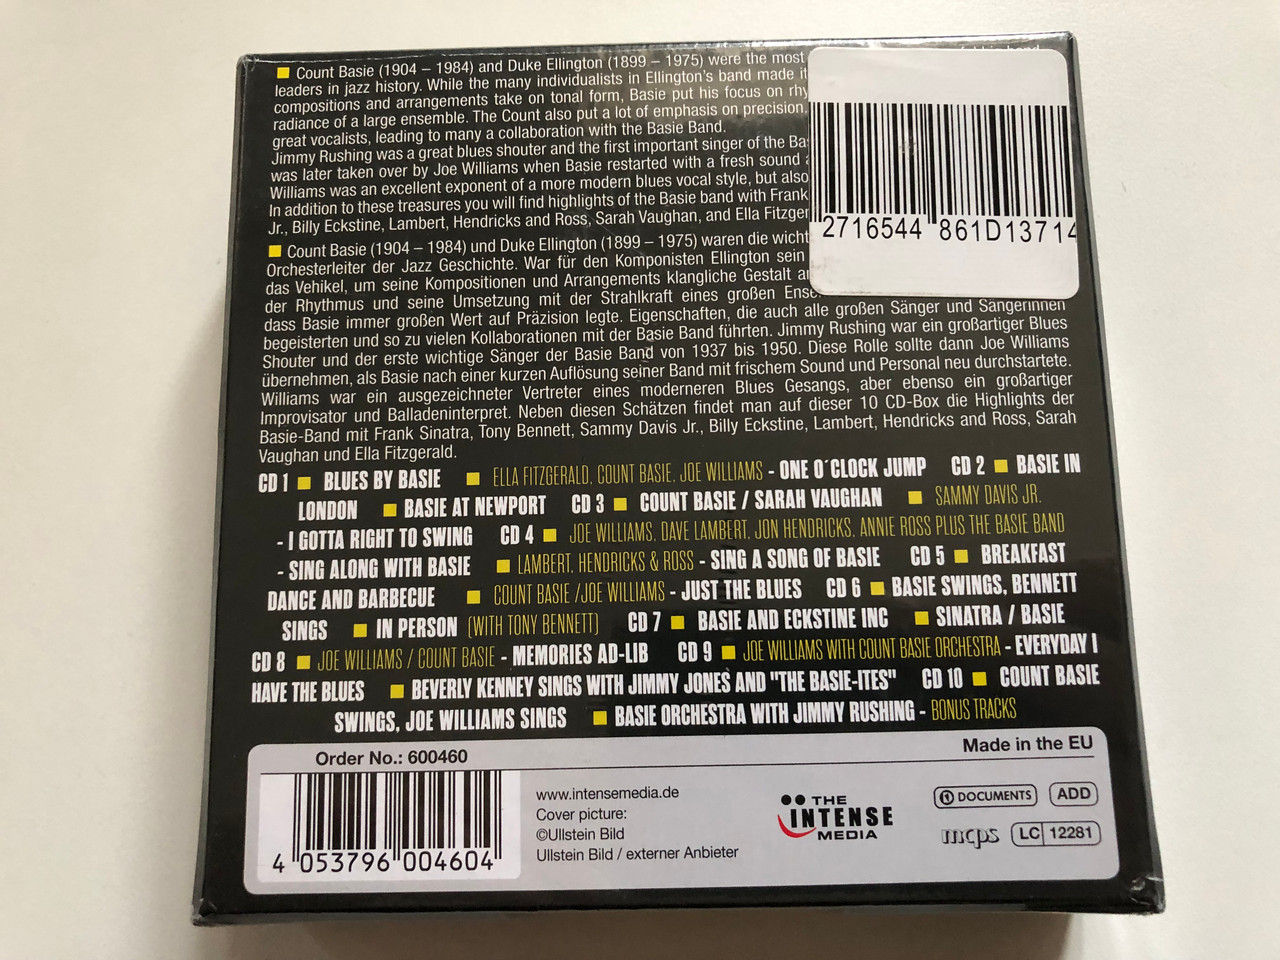 ■ Count Basie (1904 – 1984) and Duke Ellington (1899 – 1975) were the most
leaders in jazz history. While the many individualists in Ellington's band made it
compositions and arrangements take on tonal form, Basie put his focus on
radiance of a large ensemble. The Count also put a lot of emphasis on precision.
great vocalists, leading to many a collaboration with the Basie Band.
Jimmy Rushing was a great blues shouter and the first important singer of the
was later taken over by Joe Williams when Basie restarted with a fresh sound
Williams was an excellent exponent of a more modern blues vocal style, but also
In addition to these treasures you will find highlights of the Basie band with Frank
Jr., Billy Eckstine, Lambert, Hendricks and Ross, Sarah Vaughan, and Ella
2716544 861D13714
■ Count Basie (1904 – 1984) und Duke Ellington (1899 – 1975) waren die
Orchesterleiter der Jazz Geschichte. War für den Komponisten Ellington sein
das Vehikel, um seine Kompositionen und Arrangements klangliche Gestalt
der Rhythmus und seine Umsetzung mit der Strahlkraft eines großen
dass Basie immer großen Wert auf Präzision legte. Eigenschaften, die auch alle großen Sänger und Sängerinnen
begeisterten und so zu vielen Kollaborationen mit der Basie Band führten. Jimmy Rushing war ein großartiger Blues
Shouter und der erste wichtige Sänger der Basie Band von 1937 bis 1950. Diese Rolle sollte dann Joe Williams
übernehmen, als Basie nach einer kurzen Auflösung seiner Band mit frischem Sound und Personal neu durchstartete.
Williams war ein ausgezeichneter Vertreter eines moderneren Blues Gesangs, aber ebenso ein großartiger
Improvisator und Balladeninterpret. Neben diesen Schätzen findet man auf dieser 10 CD-Box die Highlights der
Basie-Band mit Frank Sinatra, Tony Bennett, Sammy Davis Jr., Billy Eckstine, Lambert, Hendricks and Ross, Sarah
Vaughan und Ella Fitzgerald.
CD 1 ■ BLUES BY BASIE ■ ELLA FITZGERALD, COUNT BASIE, JOE WILLIAMS - ONE O´CLOCK JUMP CD 2 ■ BASIE IN
LONDON ■ BASIE AT NEWPORT CD 3 ■ COUNT BASIE / SARAH VAUGHAN ■ SAMMY DAVIS JR.
- I GOTTA RIGHT TO SWING CD 4 ■ JOE WILLIAMS, DAVE LAMBERT, JON HENDRICKS, ANNIE ROSS PLUS THE BASIE BAND
- SING ALONG WITH BASIE ■ LAMBERT, HENDRICKS & ROSS - SING A SONG OF BASIE CD 5 ■ BREAKFAST
DANCE AND BARBECUE ■ COUNT BASIE /JOE WILLIAMS - JUST THE BLUES CD 6 ■ BASIE SWINGS, BENNETT
SINGS ■ IN PERSON (WITH TONY BENNETT) CD 7 ■ BASIE AND ECKSTINE INC ■ SINATRA / BASIE
CD 8 ■ JOE WILLIAMS / COUNT BASIE - MEMORIES AD-LIB CD 9 ■ JOE WILLIAMS WITH COUNT BASIE ORCHESTRA - EVERYDAY I
HAVE THE BLUES ■ BEVERLY KENNEY SINGS WITH JIMMY JONES AND "THE BASIE-ITES" CD 10 ■ COUNT BASIE
SWINGS, JOE WILLIAMS SINGS ■ BASIE ORCHESTRA WITH JIMMY RUSHING - BONUS TRACKS
Order No.: 600460
Made in the EU
4 053796 004604
www.intensemedia.de
Cover picture:
©Ullstein Bild
Ullstein Bild / externer Anbieter
THE
INTENSE
MEDIA
DOCUMENTS
ADD
mcps
LC 12281